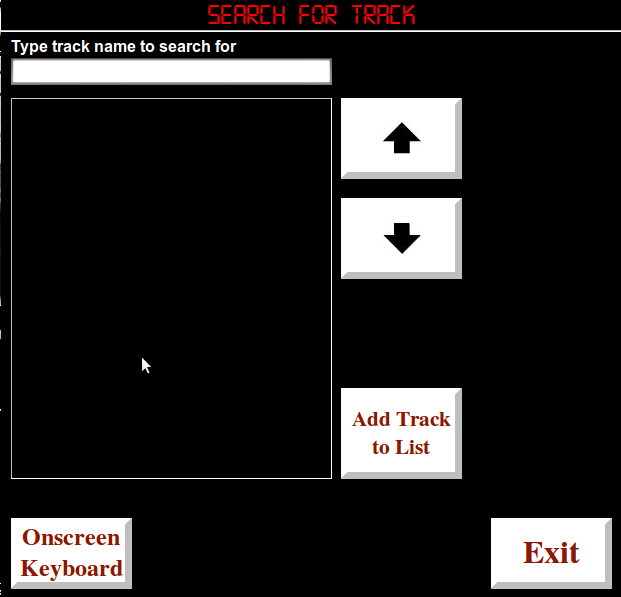 SEARCH FOR TRACK
Type track name to search for
Add Track
to List
Onscreen
Keyboard
Exit